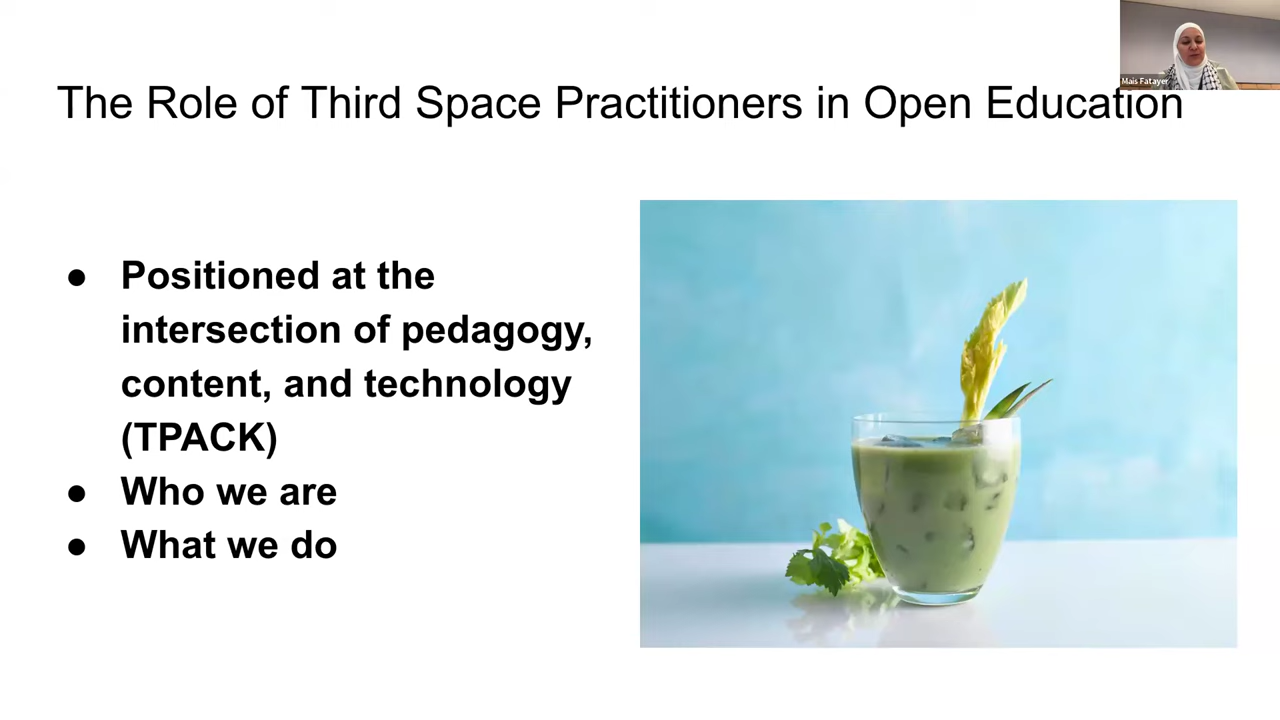 Mais Fatayer
The Role of Third Space Practitioners in Open Education
● Positioned at the
intersection of pedagogy,
content, and technology
(TPACK)
● Who we are
● What we do